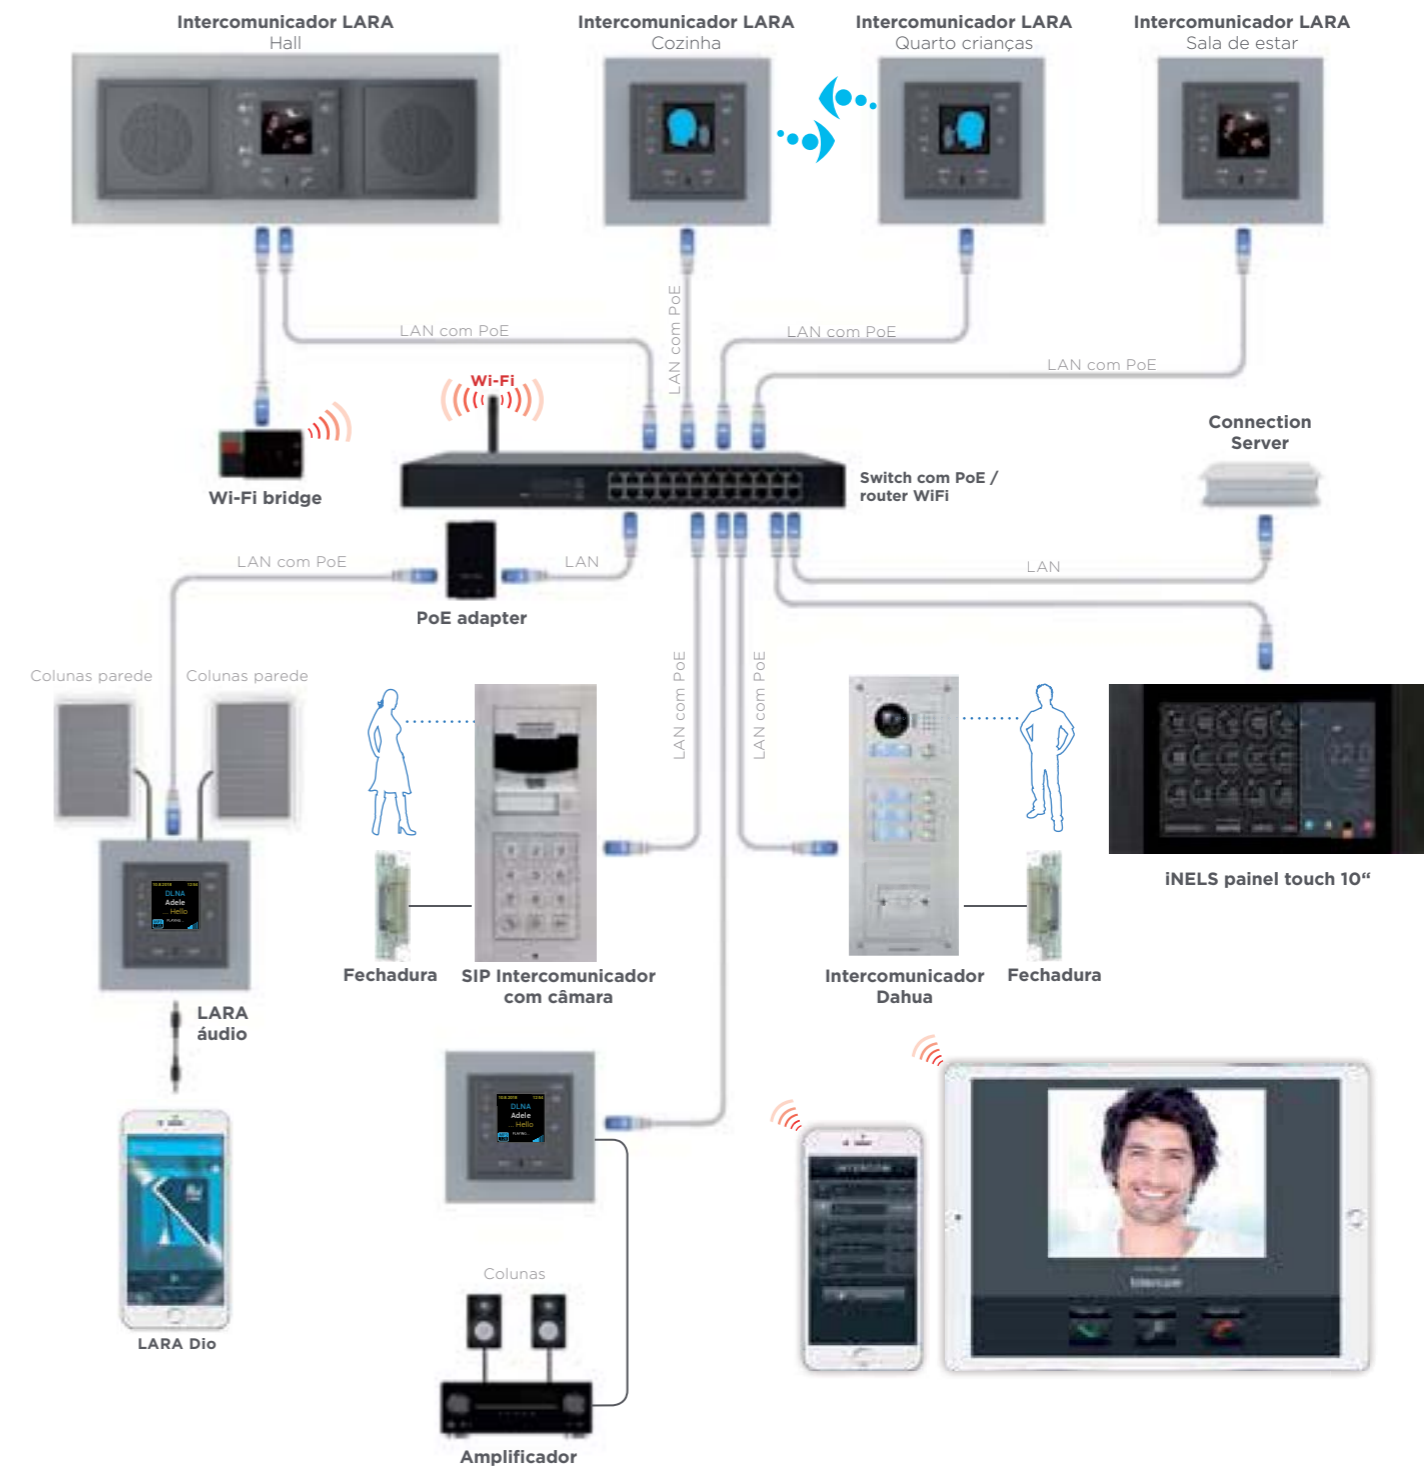 Intercomunicador LARA
Hall
Intercomunicador LARA
Cozinha
Intercomunicador LARA
Quarto crianças
Intercomunicador LARA
Sala de estar
LAN com PoE
LAN com PoE
LAN com PoE
LAN com PoE
Wi-Fi
Wi-Fi bridge
Switch com PoE /
router WiFi
Connection
Server
LAN com PoE
LAN
LAN
PoE adapter
Colunas parede
Colunas parede
LAN com PoE
LAN com PoE
DLNA
Adele
... Hello
LARA
áudio
LARA Dio
Fechadura
SIP Intercomunicador
com câmara
Intercomunicador
Dahua
Fechadura
iNELS painel touch 10“
DLNA
Adele
... Hello
Colunas
Amplificador
INTERCOM
Intercom